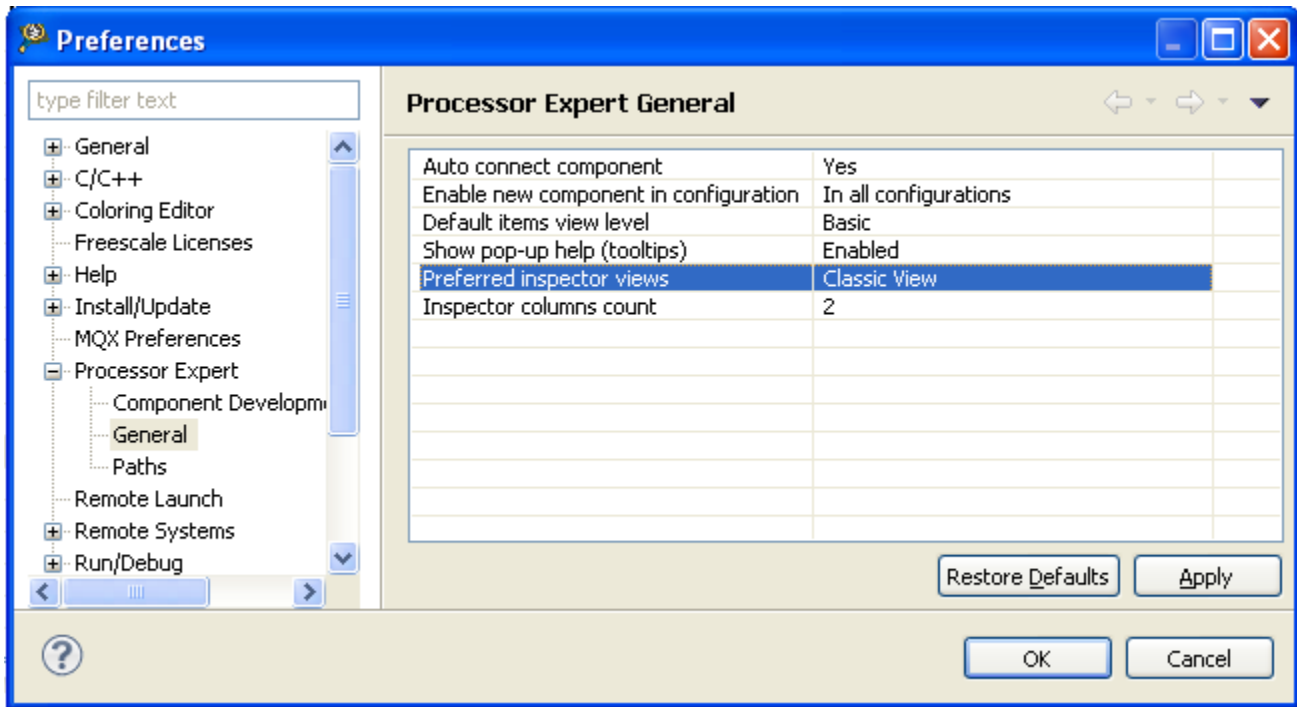 Preferences
type filter text
General
C/C++
Coloring Editor
Freescale Licenses
Help
Install/Update
MQX Preferences
Processor Expert
Component Developm
General
Paths
Remote Launch
Remote Systems
Run/Debug
Processor Expert General
Auto connect component Yes
Enable new component in configuration In all configurations
Default items view level Basic
Show pop-up help (tooltips) Enabled
Preferred inspector views Classic View
Inspector columns count 2
Restore Defaults Apply
OK Cancel